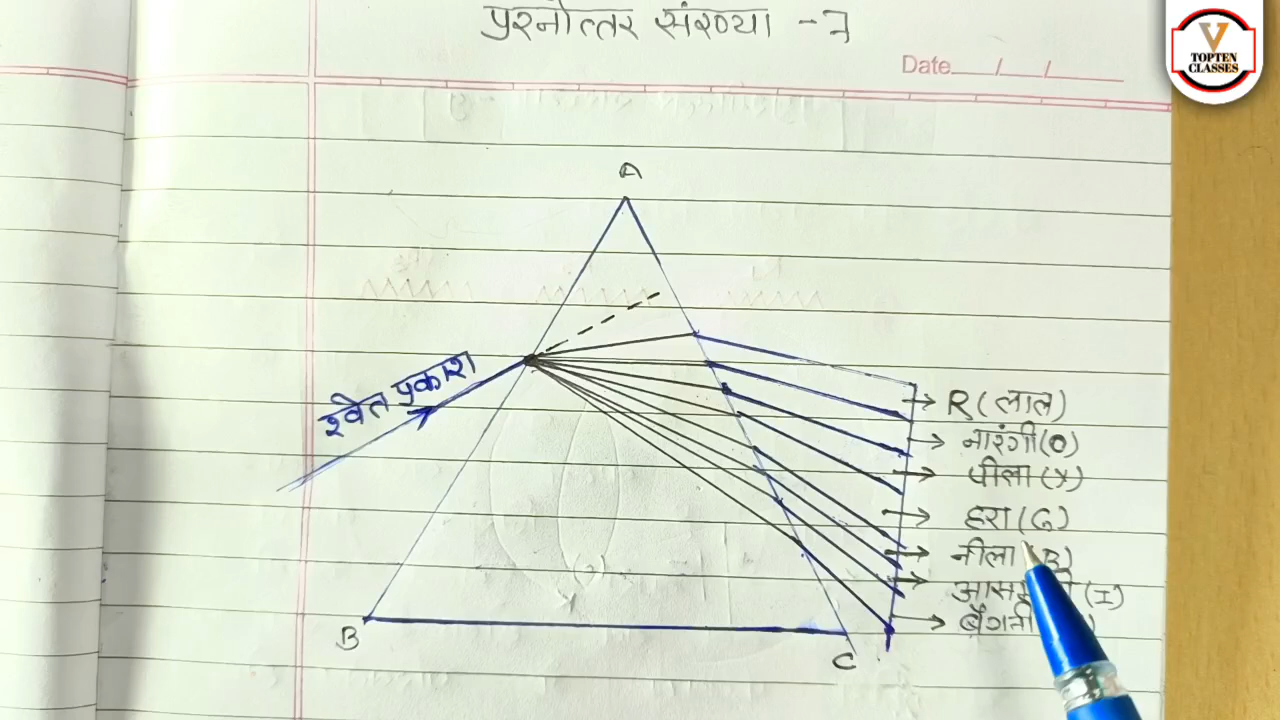 प्रश्नोत्तर संख्या - 7
Date / /
V
TOPTEN
CLASSES
A
श्वेत प्रकाश
R (लाल)
नारंगी (O)
पीला (Y)
हरा (G)
नीला (B)
(I)
बैंगनी
B
C